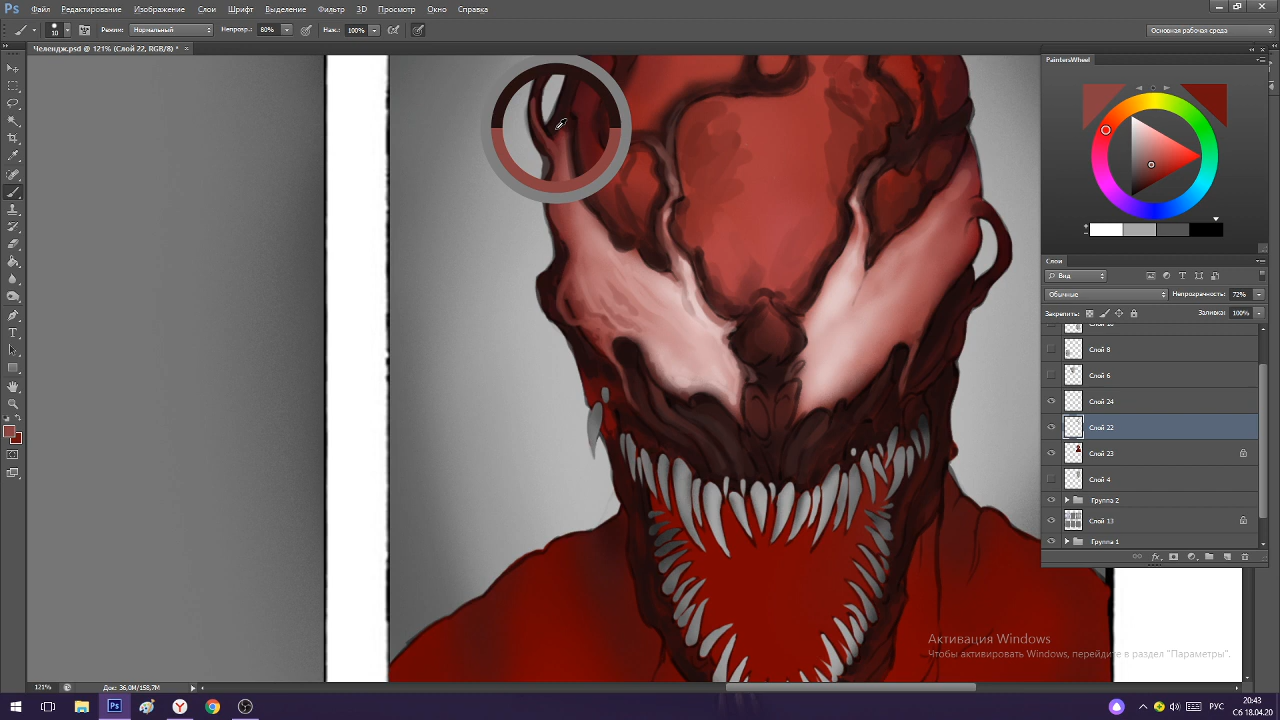 Ps
Файл Редактирование Изображение Слои Шрифт Выделение Фильтр 3D Просмотр Окно Справка
10 Режим: Нормальный Непрозр.: 80% Наж.: 100% Основная рабочая среда
Челендж.psd @ 121% (Слой 22, RGB/8) * ×
PaintersWheel
Слои
Вид
Обычные Непрозрачность: 72%
Закрепить: Заливка: 100%
Слой 8
Слой 6
Слой 24
Слой 22
Слой 23
Слой 4
Группа 2
Слой 13
Группа 1
Активация Windows
Чтобы активировать Windows, перейдите в раздел "Параметры".
121% Док: 36,0M/158,7M
РУС
20:43
Сб 18.04.20